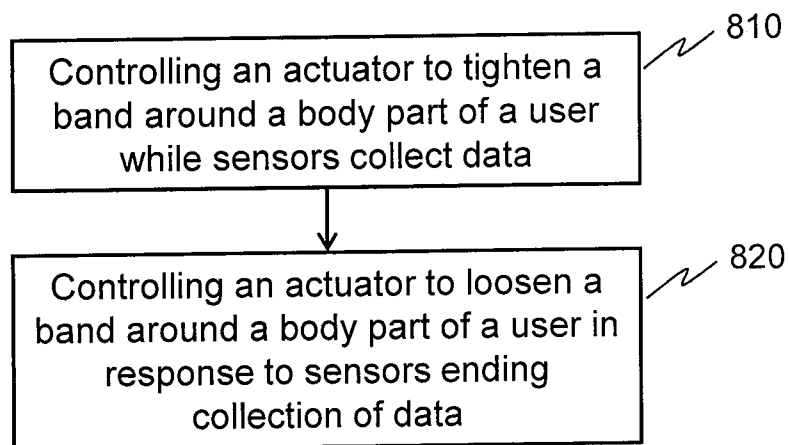 810
Controlling an actuator to tighten a
band around a body part of a user
while sensors collect data
820
Controlling an actuator to loosen a
band around a body part of a user in
response to sensors ending
collection of data